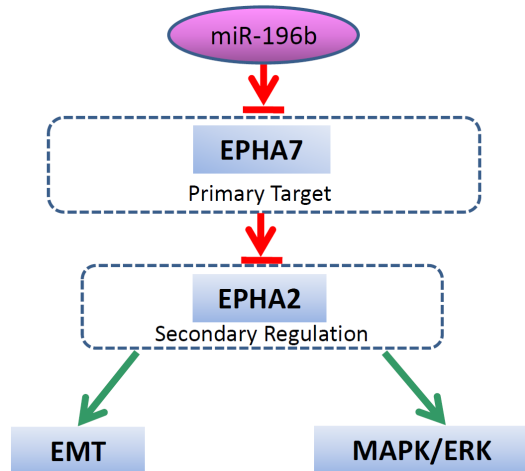 miR-196b
EPHA7
Primary Target
EPHA2
Secondary Regulation
EMT
MAPK/ERK